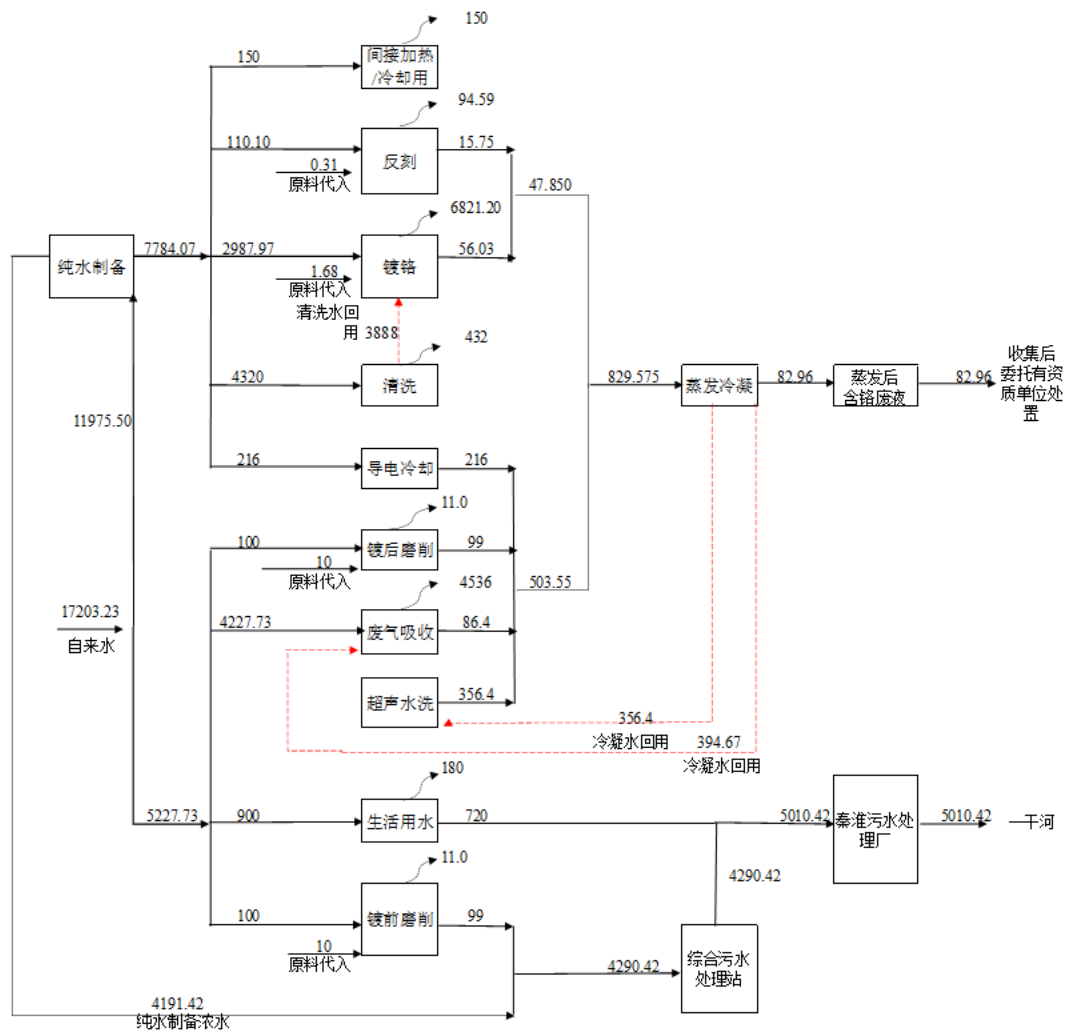 150
150
间接加热
/冷却用
94.59
110.10
反刻
15.75
0.31
原料代入
47.850
6821.20
纯水制备
7784.07
2987.97
镀铬
56.03
1.68
原料代入
清洗水回
用
3888
432
4320
清洗
829.575
蒸发冷凝
82.96
蒸发后
含铬废液
82.96
收集后
委托有资
质单位处
置
11975.50
216
导电冷却
216
11.0
100
镀后磨削
99
10
原料代入
503.55
4536
17203.23
自来水
4227.73
废气吸收
86.4
超声水洗
356.4
356.4
冷凝水回用
394.67
冷凝水回用
180
5227.73
900
生活用水
720
5010.42
秦淮污水处
理厂
5010.42
一干河
11.0
4290.42
100
镀前磨削
99
10
原料代入
4290.42
综合污水
处理站
4191.42
纯水制备浓水